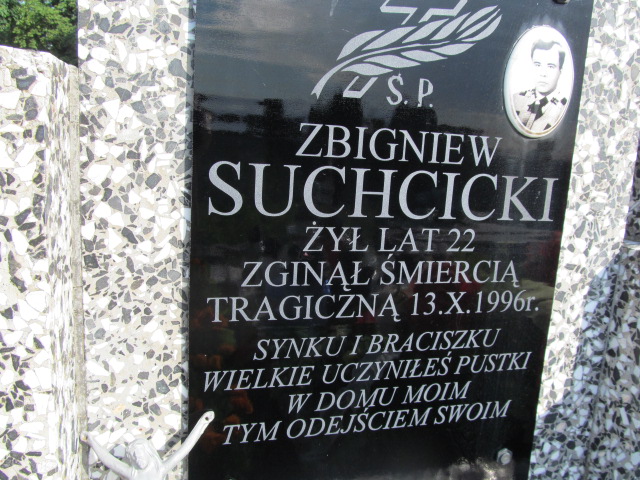 Ś.P.
ZBIGNIEW
SUCHCICKI
ŻYŁ LAT 22
ZGINĄŁ ŚMIERCIĄ
TRAGICZNĄ 13.X.1996r.
SYNKU I BRACISZKU
WIELKIE UCZYNIŁEŚ PUSTKI
W DOMU MOIM
TYM ODEJŚCIEM SWOIM